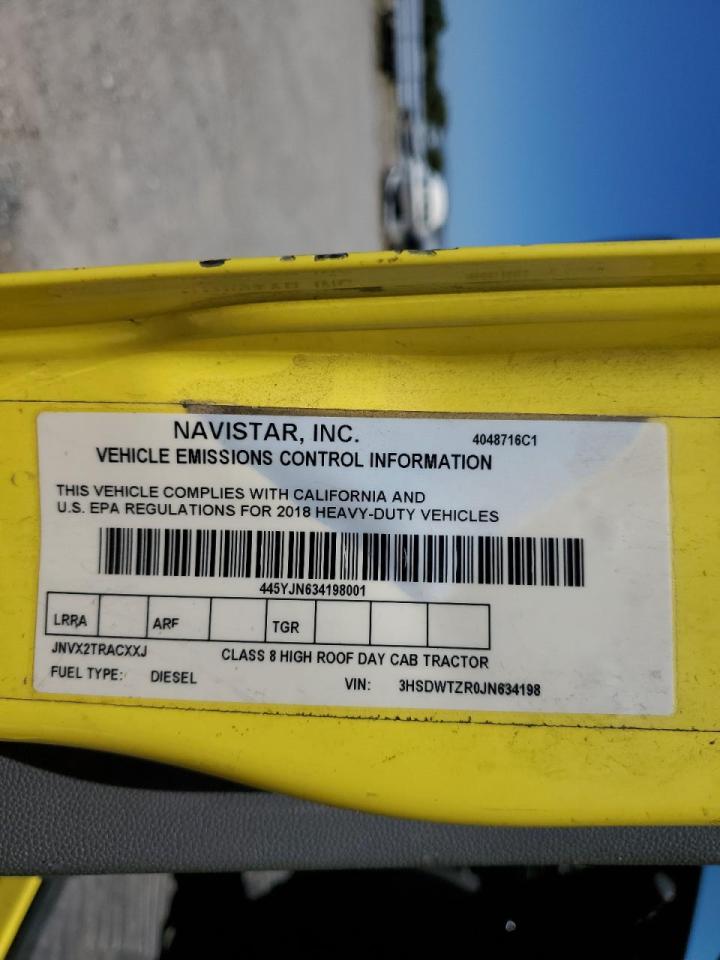 NAVISTAR, INC.
4048716C1
VEHICLE EMISSIONS CONTROL INFORMATION
THIS VEHICLE COMPLIES WITH CALIFORNIA AND
U.S. EPA REGULATIONS FOR 2018 HEAVY-DUTY VEHICLES
445YJN634198001
LRRA ARF TGR
JNVX2TRACXXJ CLASS 8 HIGH ROOF DAY CAB TRACTOR
FUEL TYPE: DIESEL VIN: 3HSDWTZR0JN634198